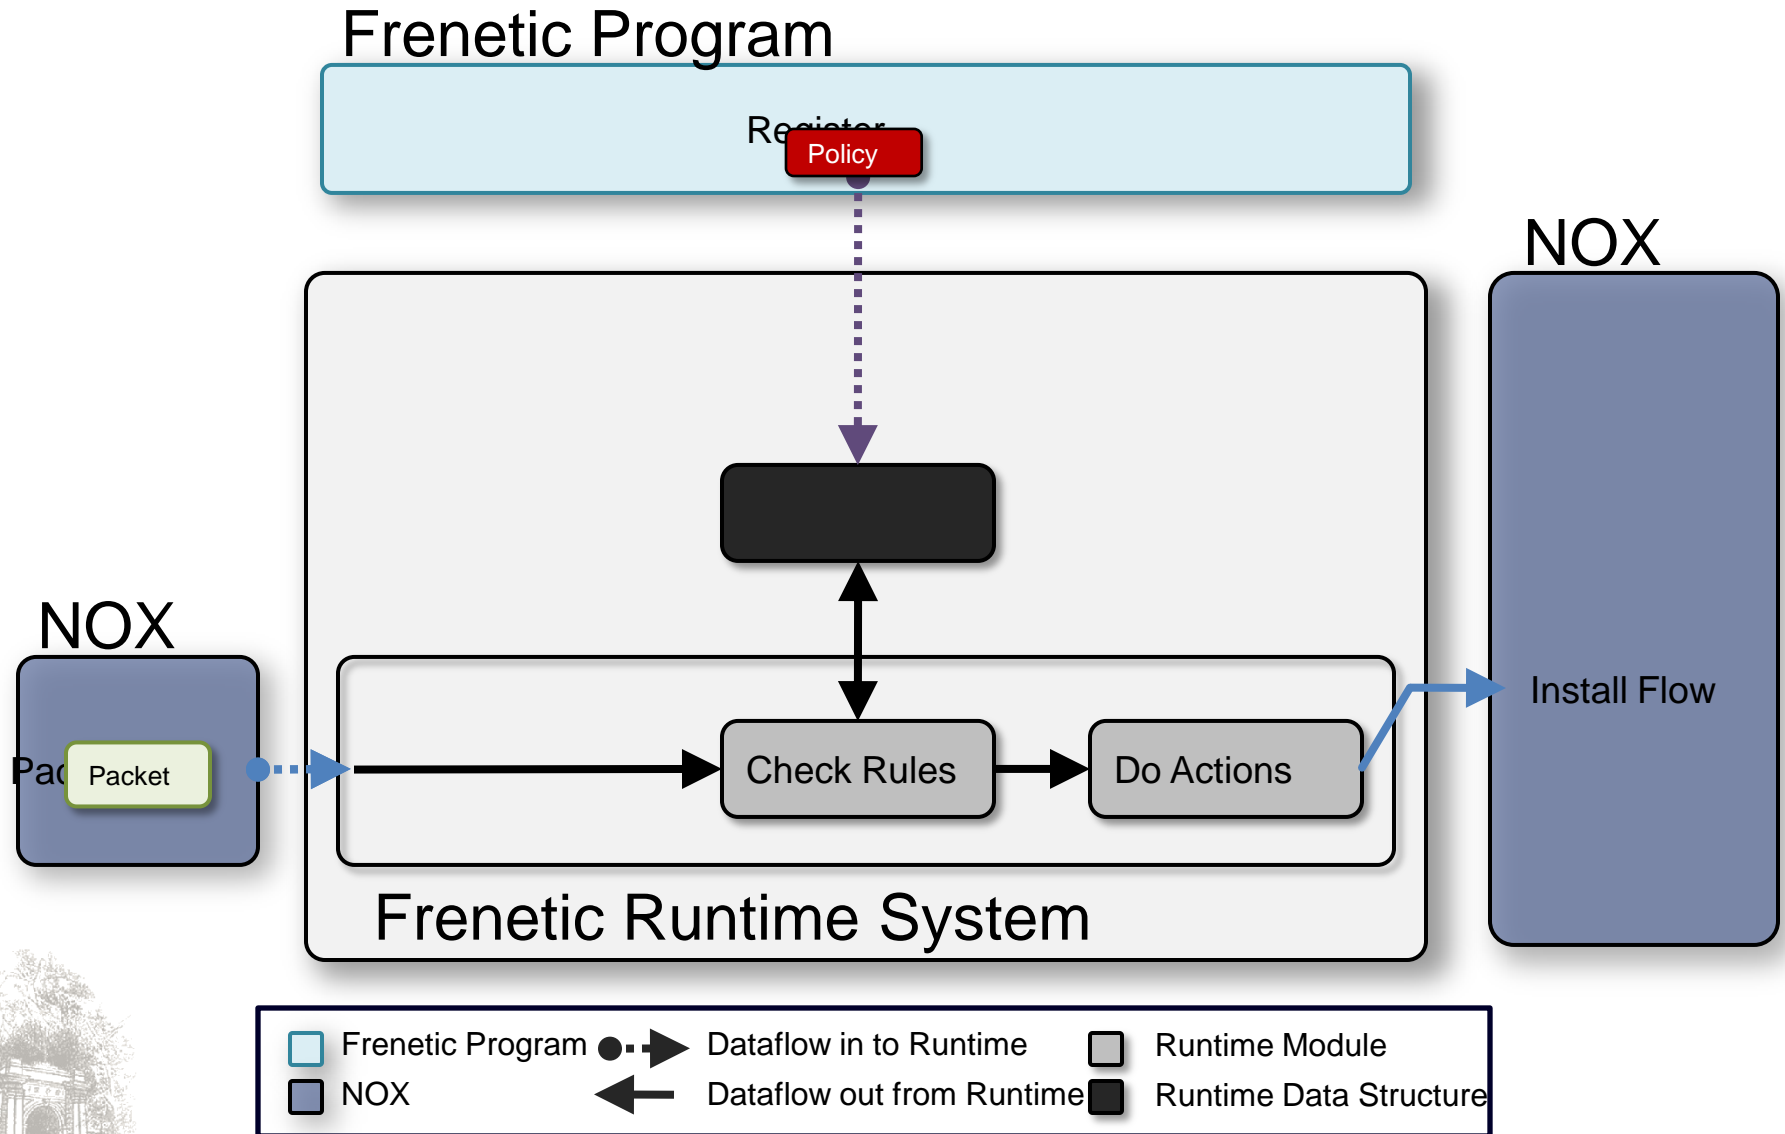 Frenetic Program
Register
Policy
NOX
NOX
Install Flow
Packet
Check Rules
Do Actions
Frenetic Runtime System
Frenetic Program
Dataflow in to Runtime
Runtime Module
NOX
Dataflow out from Runtime
Runtime Data Structure